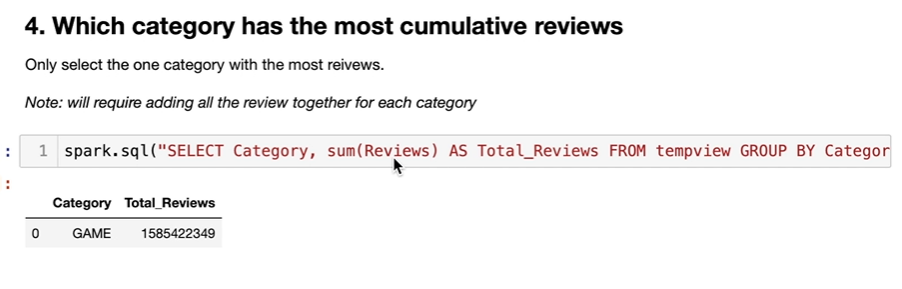 4. Which category has the most cumulative reviews
Only select the one category with the most reivews.
Note: will require adding all the review together for each category
: 1 spark.sql("SELECT Category, sum(Reviews) AS Total_Reviews FROM tempview GROUP BY Categor
:
Category Total_Reviews
0 GAME 1585422349